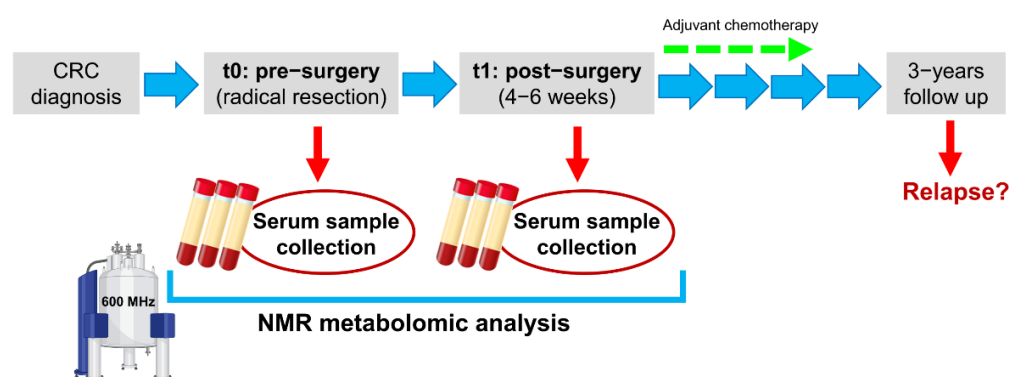 Adjuvant chemotherapy
CRC
diagnosis
t0: pre−surgery
(radical resection)
t1: post−surgery
(4−6 weeks)
3−years
follow up
Relapse?
Serum sample
collection
Serum sample
collection
600 MHz
NMR metabolomic analysis